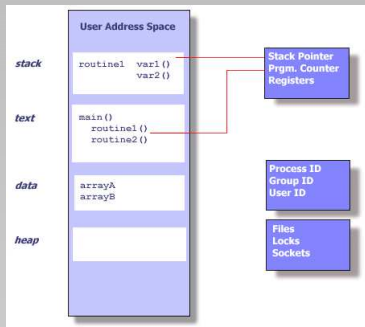 User Address Space
stack
routine1 var1()
var2()
text
main()
routine1()
routine2()
data
arrayA
arrayB
heap
Stack Pointer
Prgm. Counter
Registers
Process ID
Group ID
User ID
Files
Locks
Sockets